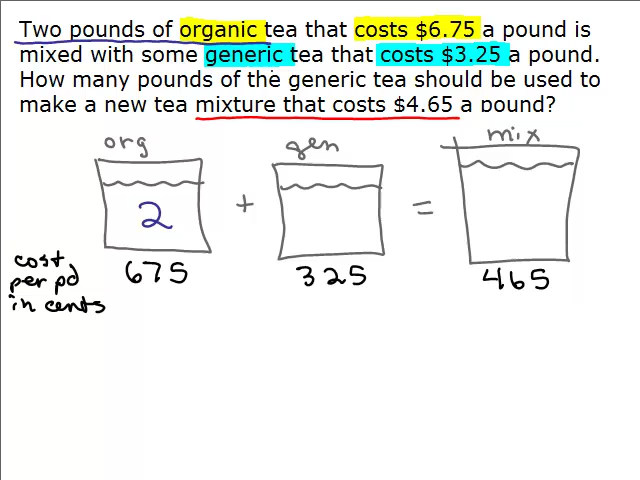 Two pounds of organic tea that costs $6.75 a pound is
mixed with some generic tea that costs $3.25 a pound.
How many pounds of the generic tea should be used to
make a new tea mixture that costs $4.65 a pound?
org gen mix
2 + =
cost
per pd
in cents
675 325 465